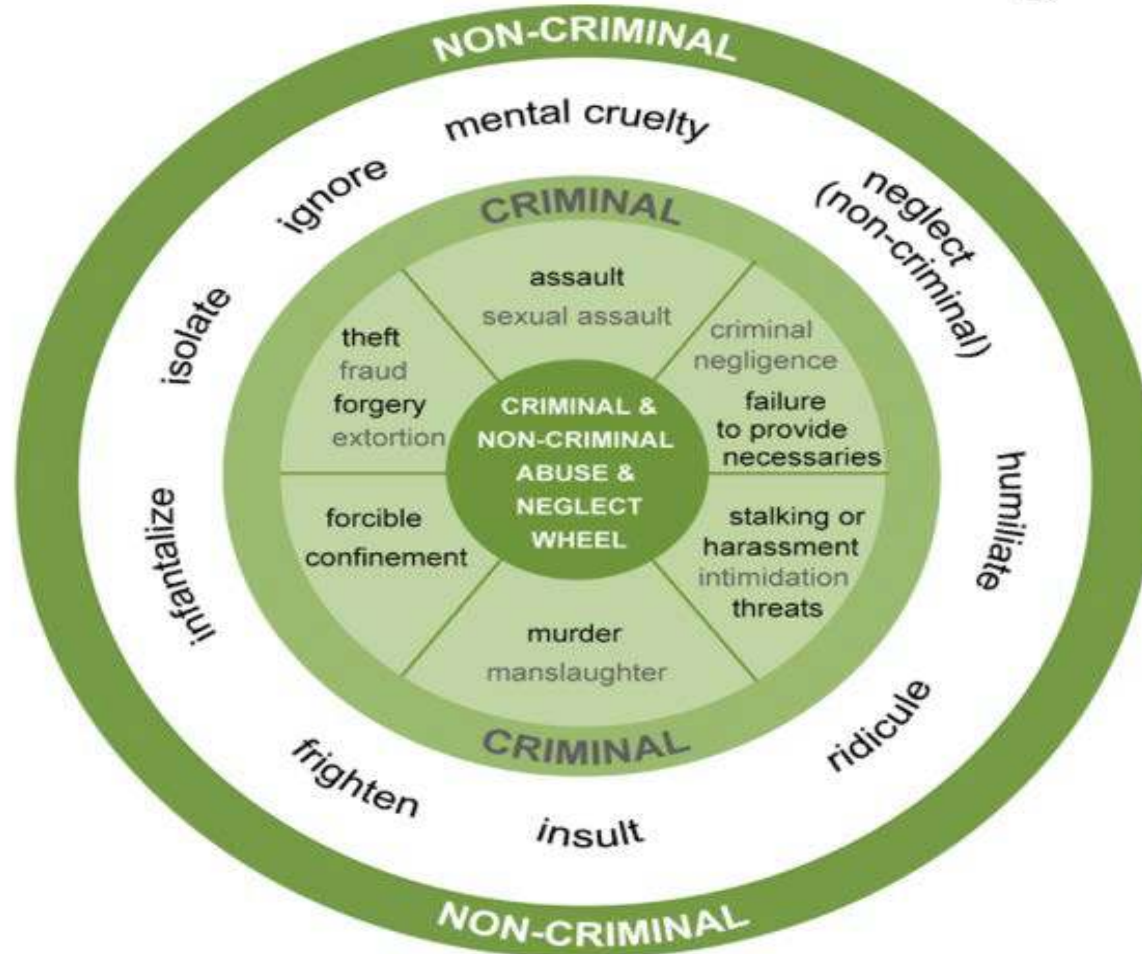 NON-CRIMINAL
mental cruelty
neglect
(non-criminal)
humiliate
ridicule
insult
frighten
infantalize
isolate
ignore
CRIMINAL
assault
sexual assault
criminal
negligence
failure
to provide
necessaries
stalking or
harassment
intimidation
threats
murder
manslaughter
forcible
confinement
theft
fraud
forgery
extortion
CRIMINAL &
NON-CRIMINAL
ABUSE &
NEGLECT
WHEEL
CRIMINAL
NON-CRIMINAL